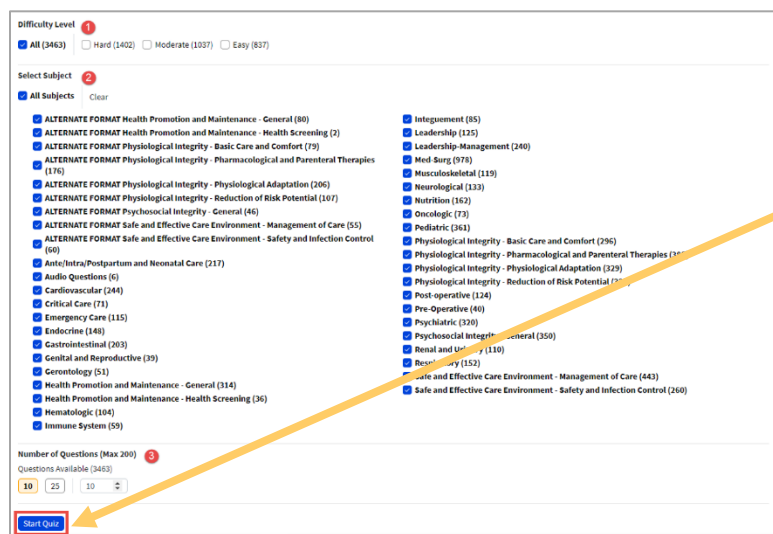 Difficulty Level 1
All (3463) Hard (1402) Moderate (1037) Easy (837)
Select Subject 2
All Subjects Clear
ALTERNATE FORMAT Health Promotion and Maintenance - General (80)
ALTERNATE FORMAT Health Promotion and Maintenance - Health Screening (2)
ALTERNATE FORMAT Physiological Integrity - Basic Care and Comfort (79)
ALTERNATE FORMAT Physiological Integrity - Pharmacological and Parenteral Therapies
(176)
ALTERNATE FORMAT Physiological Integrity - Physiological Adaptation (206)
ALTERNATE FORMAT Physiological Integrity - Reduction of Risk Potential (107)
ALTERNATE FORMAT Psychosocial Integrity - General (46)
ALTERNATE FORMAT Safe and Effective Care Environment - Management of Care (55)
ALTERNATE FORMAT Safe and Effective Care Environment - Safety and Infection Control
(60)
Ante/Intra/Postpartum and Neonatal Care (217)
Audio Questions (6)
Cardiovascular (244)
Critical Care (71)
Emergency Care (115)
Endocrine (148)
Gastrointestinal (203)
Genital and Reproductive (39)
Gerontology (51)
Health Promotion and Maintenance - General (314)
Health Promotion and Maintenance - Health Screening (36)
Hematologic (104)
Immune System (59)
Integuement (85)
Leadership (125)
Leadership-Management (240)
Med-Surg (978)
Musculoskeletal (119)
Neurological (133)
Nutrition (162)
Oncologic (73)
Pediatric (361)
Physiological Integrity - Basic Care and Comfort (296)
Physiological Integrity - Pharmacological and Parenteral Therapies
Physiological Integrity - Physiological Adaptation (329)
Physiological Integrity - Reduction of Risk Potential
Post-operative (124)
Pre-Operative (40)
Psychiatric (320)
Psychosocial Integrity - General (350)
Renal and Urinary (110)
Respiratory (152)
Safe and Effective Care Environment - Management of Care (443)
Safe and Effective Care Environment - Safety and Infection Control (260)
Number of Questions (Max 200) 3
Questions Available (3463)
10 25 10
Start Quiz